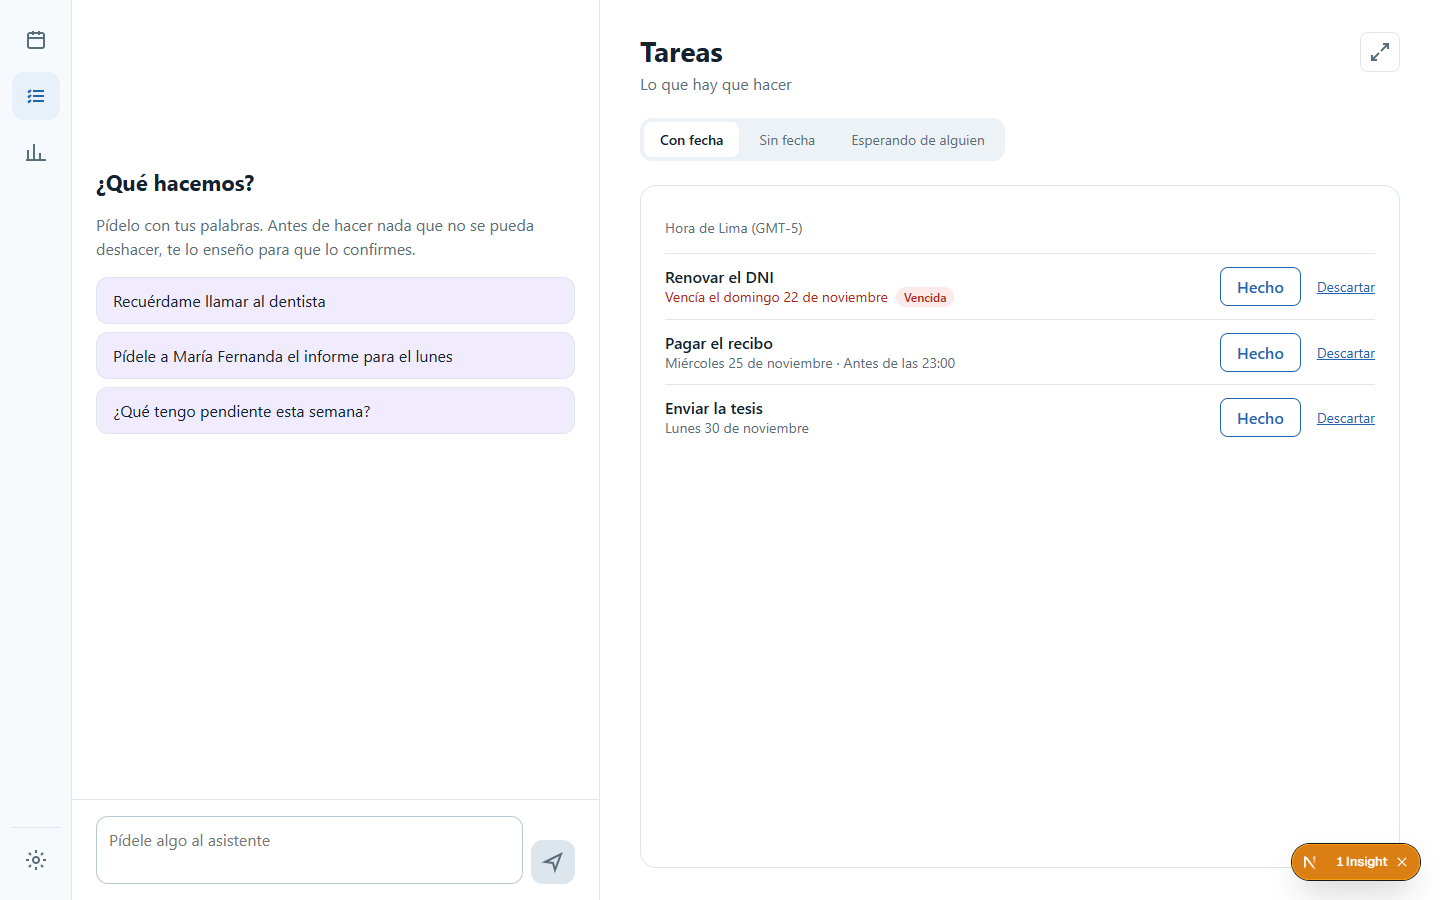 ¿Qué hacemos?
Pídelo con tus palabras. Antes de hacer nada que no se pueda
deshacer, te lo enseño para que lo confirmes.
Recuérdame llamar al dentista
Pídele a María Fernanda el informe para el lunes
¿Qué tengo pendiente esta semana?
Pídele algo al asistente
Tareas
Lo que hay que hacer
Con fecha
Sin fecha
Esperando de alguien
Hora de Lima (GMT-5)
Renovar el DNI
Vencía el domingo 22 de noviembre
Vencida
Hecho
Descartar
Pagar el recibo
Miércoles 25 de noviembre · Antes de las 23:00
Hecho
Descartar
Enviar la tesis
Lunes 30 de noviembre
Hecho
Descartar
N
1 Insight